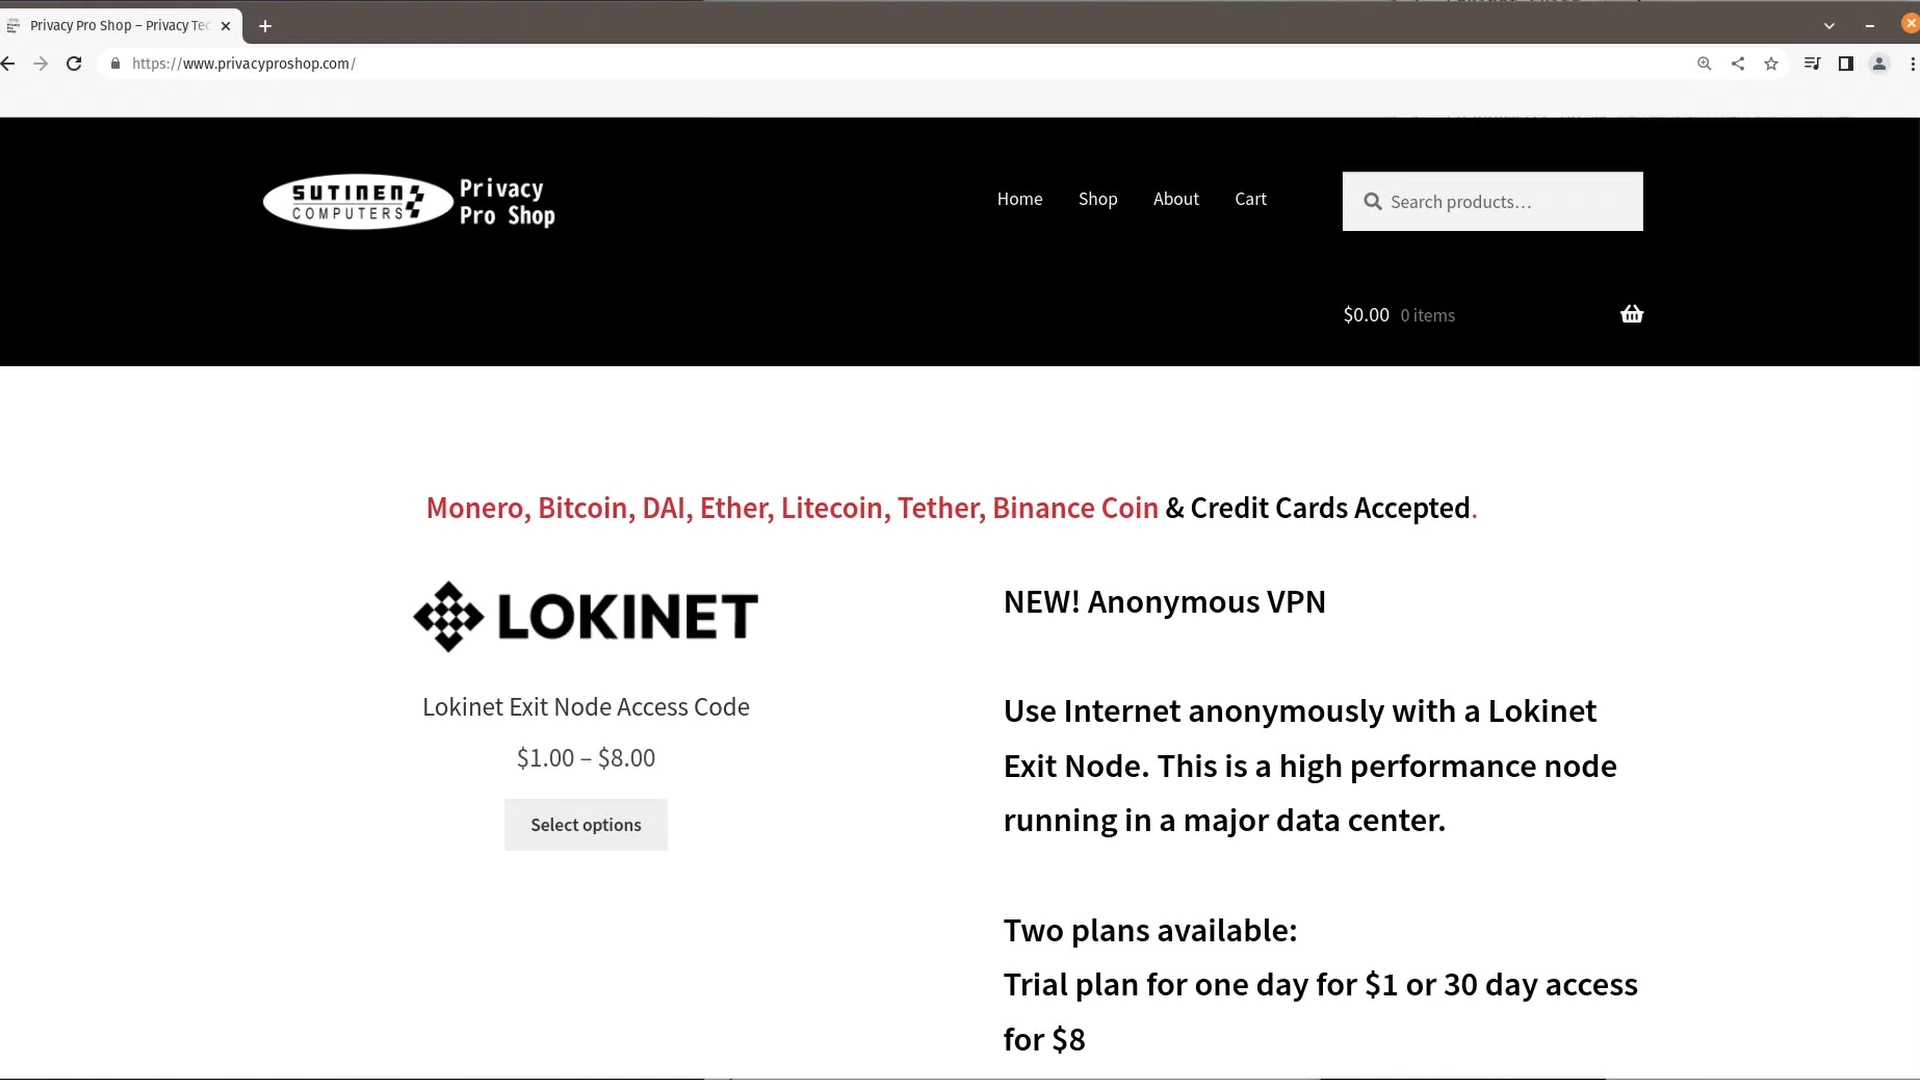 Privacy Pro Shop – Privacy Tec
https://www.privacyproshop.com/
SUTINEN
COMPUTERS
Privacy
Pro Shop
Home
Shop
About
Cart
Search products...
$0.00 0 items
Monero, Bitcoin, DAI, Ether, Litecoin, Tether, Binance Coin & Credit Cards Accepted.
LOKINET
Lokinet Exit Node Access Code
$1.00 – $8.00
Select options
NEW! Anonymous VPN
Use Internet anonymously with a Lokinet
Exit Node. This is a high performance node
running in a major data center.
Two plans available:
Trial plan for one day for $1 or 30 day access
for $8